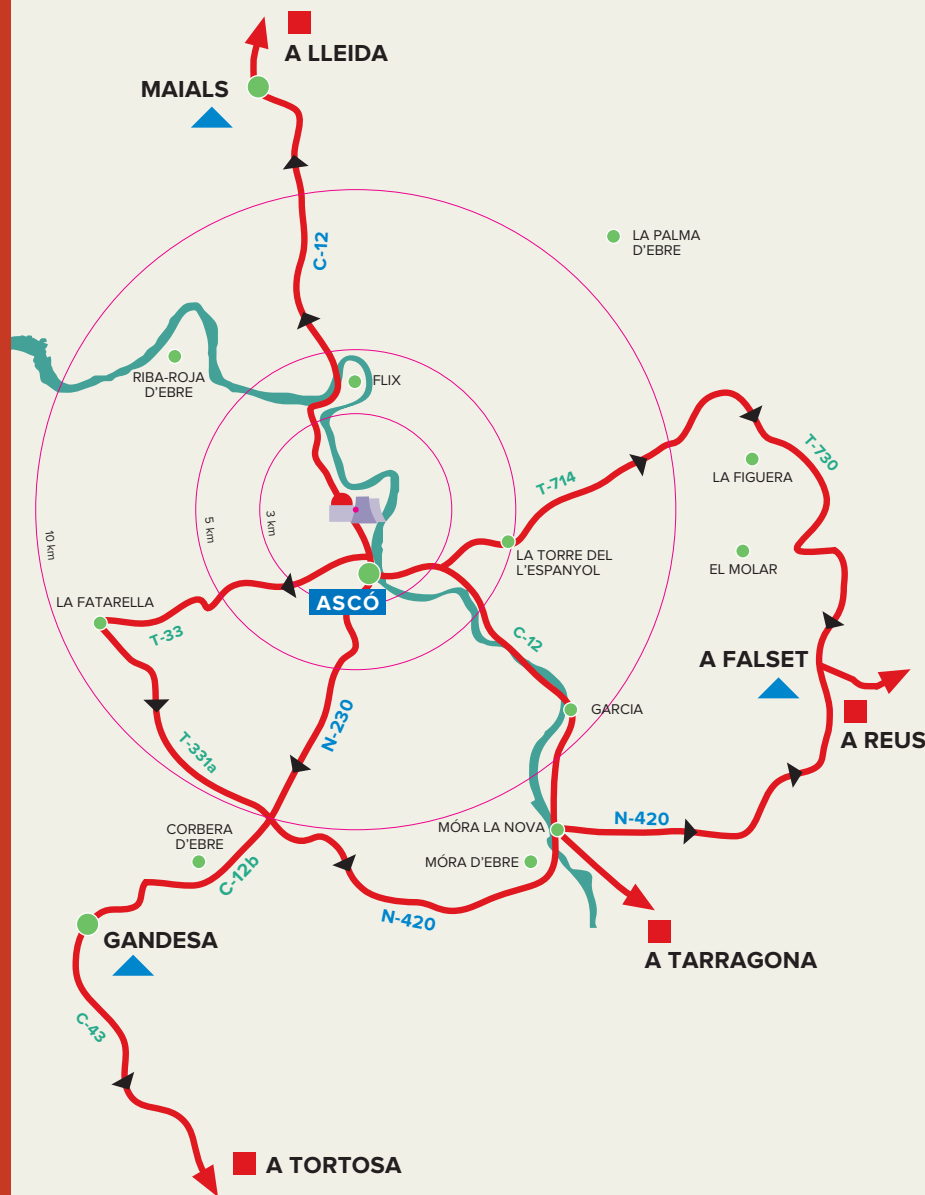 A LLEIDA
MAIALS
C-12
LA PALMA
D'EBRE
RIBA-ROJA
D'EBRE
FLIX
T-730
LA FIGUERA
T-714
10 km
5 km
3 km
LA TORRE DEL
L'ESPANYOL
EL MOLAR
LA FATARELLA
ASCÓ
T-33
C-12
A FALSET
N-230
GARCIA
A REUS
T-331a
CORBERA
D'EBRE
MÓRA LA NOVA
N-420
MÓRA D'EBRE
C-12b
N-420
GANDESA
A TARRAGONA
C-43
A TORTOSA